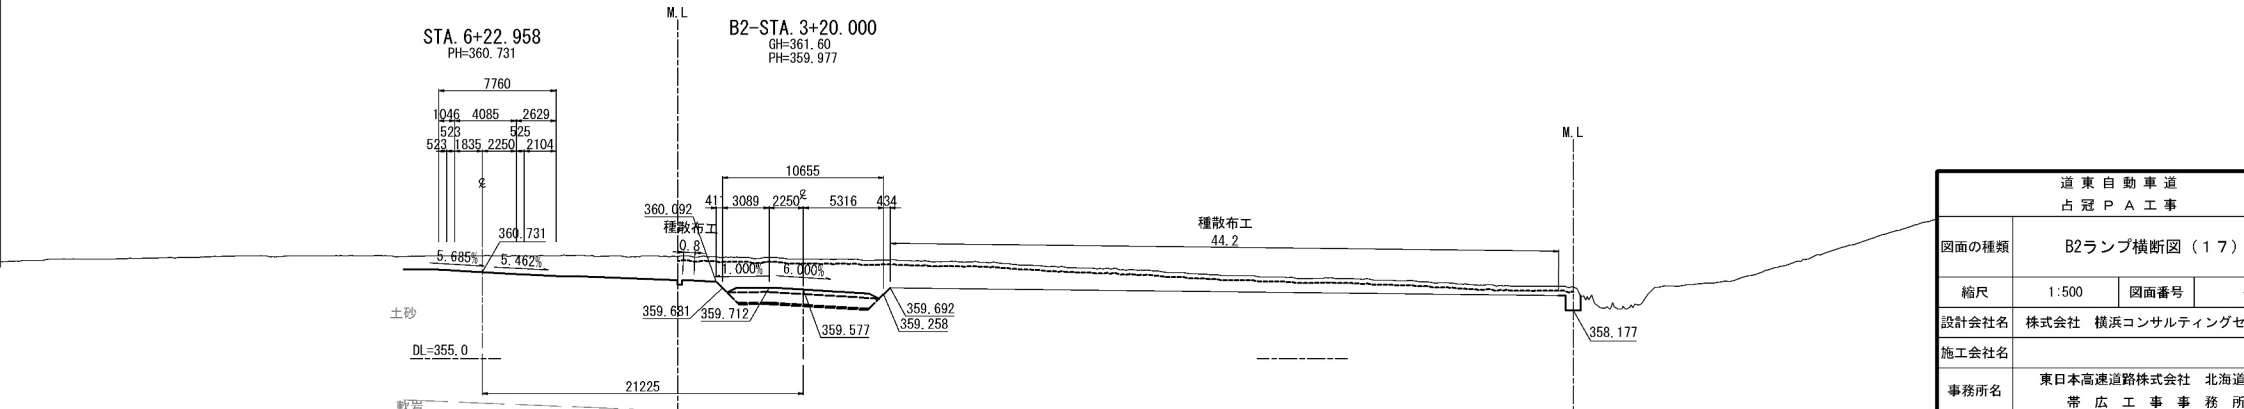 M.L
STA. 6+22.958
PH=360.731
B2-STA. 3+20.000
GH=361.60
PH=359.977
7760
1046 4085 2629
523 525
523 1835 2250 2104
M.L
10655
411 3089 2250 5316 434
360.092
種散布工
0.8
種散布工
44.2
360.731
5.685% 5.462%
1.000% 6.000%
359.681
359.712
359.577
359.692
359.258
358.177
土砂
DL=355.0
21225
軟岩
道東自動車道
占冠PA工事
図面の種類 B2ランプ横断図(17)
縮尺 1:500 図面番号
設計会社名 株式会社 横浜コンサルティングセ
施工会社名
事務所名 東日本高速道路株式会社 北海道
帯広工事事務所